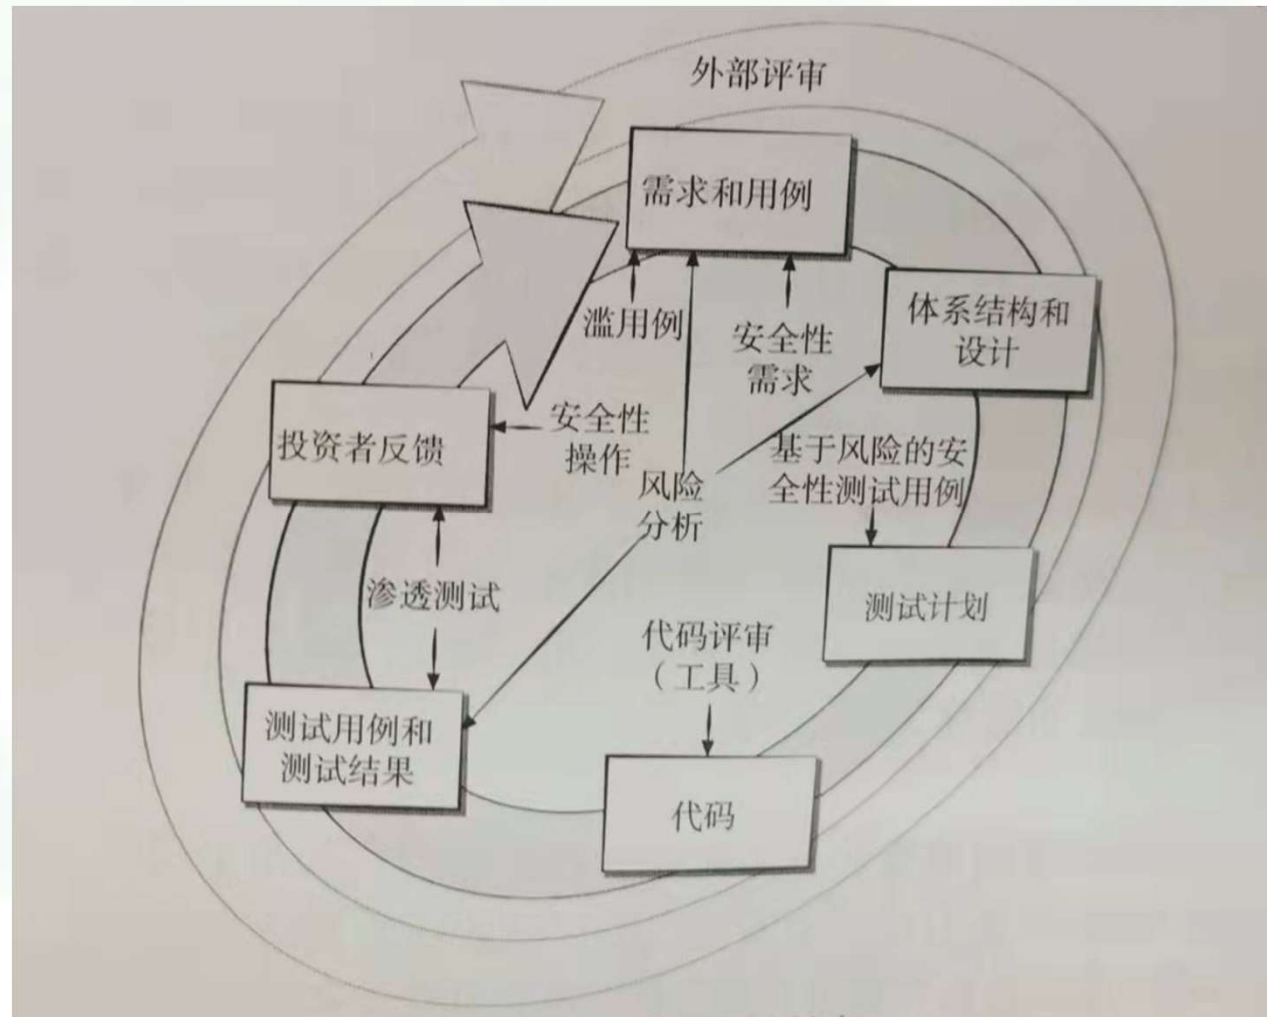 外部评审
需求和用例
滥用例
安全性
需求
体系结构和
设计
投资者反馈
安全性
操作
风险
分析
基于风险的安
全性测试用例
测试计划
渗透测试
代码评审
（工具）
测试用例和
测试结果
代码